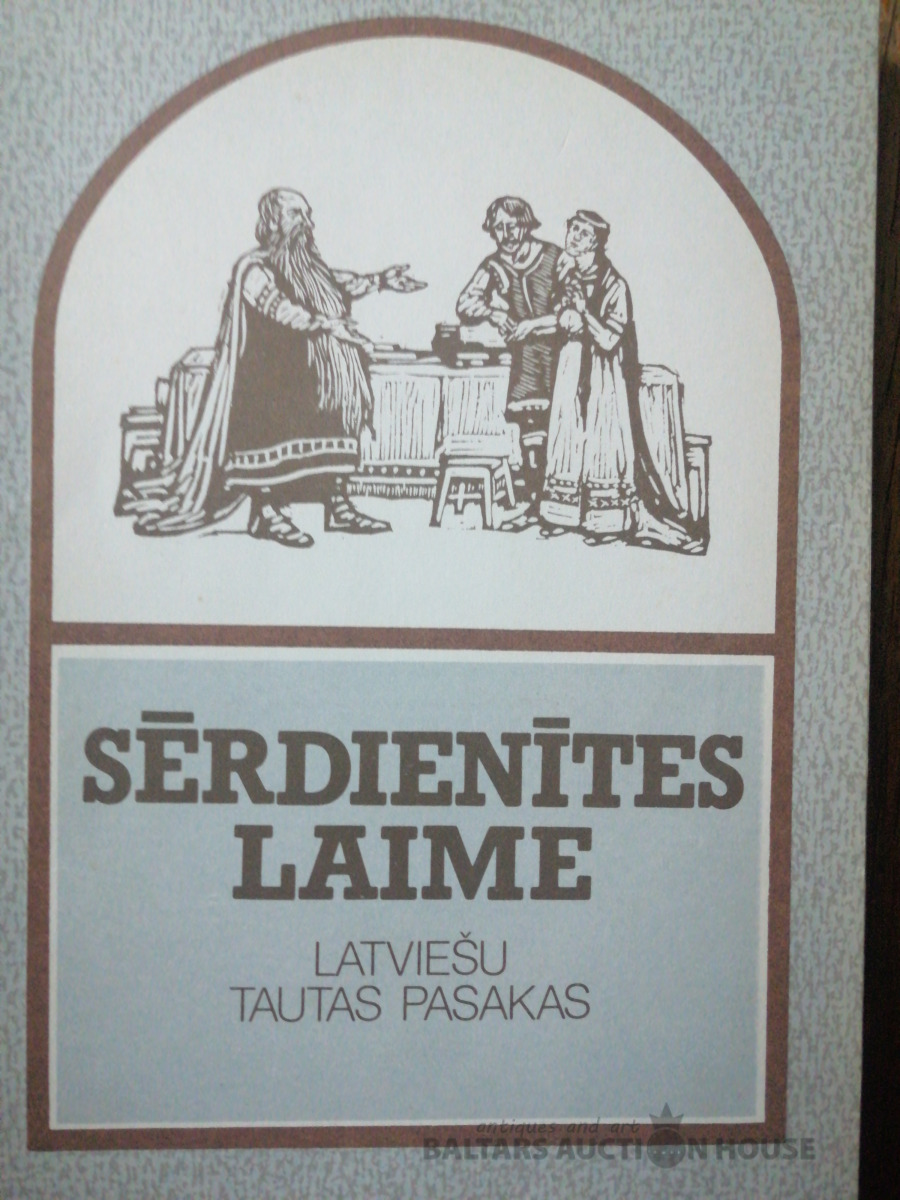 SĒRDIENĪTES
LAIME
LATVIEŠU
TAUTAS PASAKAS
antiques and art
BALTARS AUCTION HOUSE